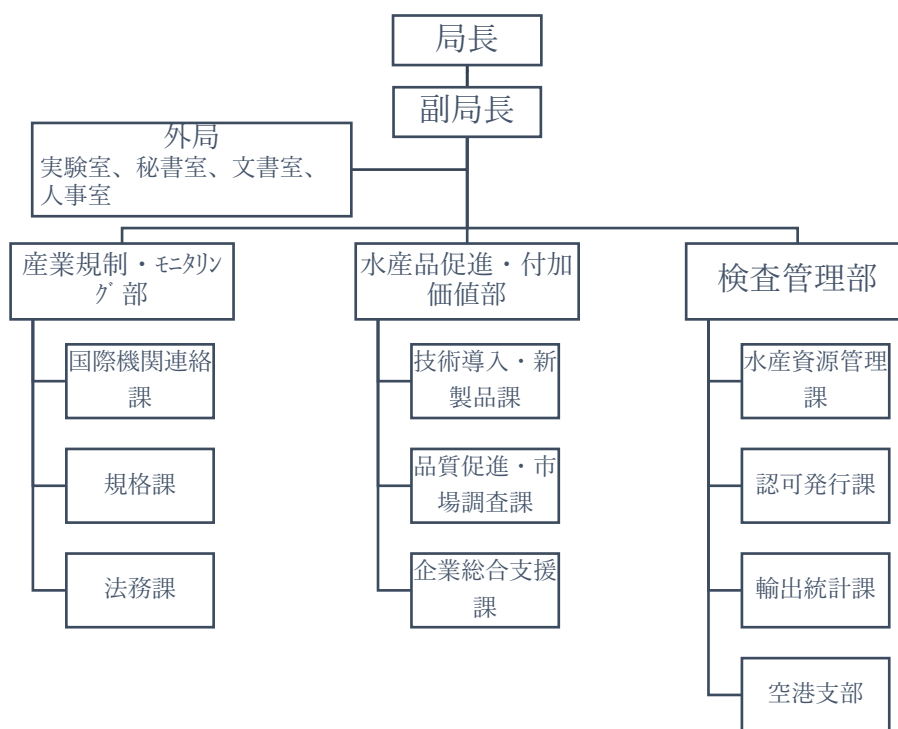 局長
副局長
外局
実験室、秘書室、文書室、
人事室
産業規制・ﾓﾆﾀﾘﾝ
ｸﾞ部
水産品促進・付加
価値部
検査管理部
国際機関連絡
課
技術導入・新
製品課
水産資源管理
課
規格課
品質促進・市
場調査課
認可発行課
法務課
企業総合支援
課
輸出統計課
空港支部